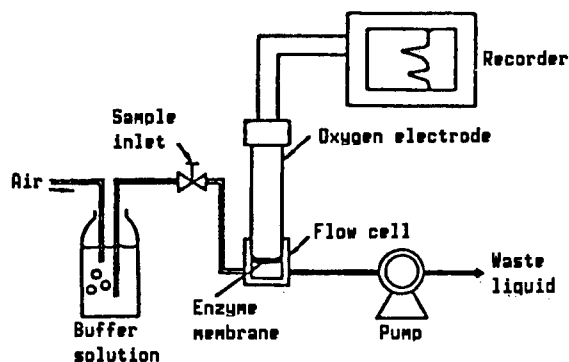 Recorder
Sample
inlet
Oxygen electrode
Air
Flow cell
Enzyme
membrane
Waste
liquid
Buffer
solution
Pump